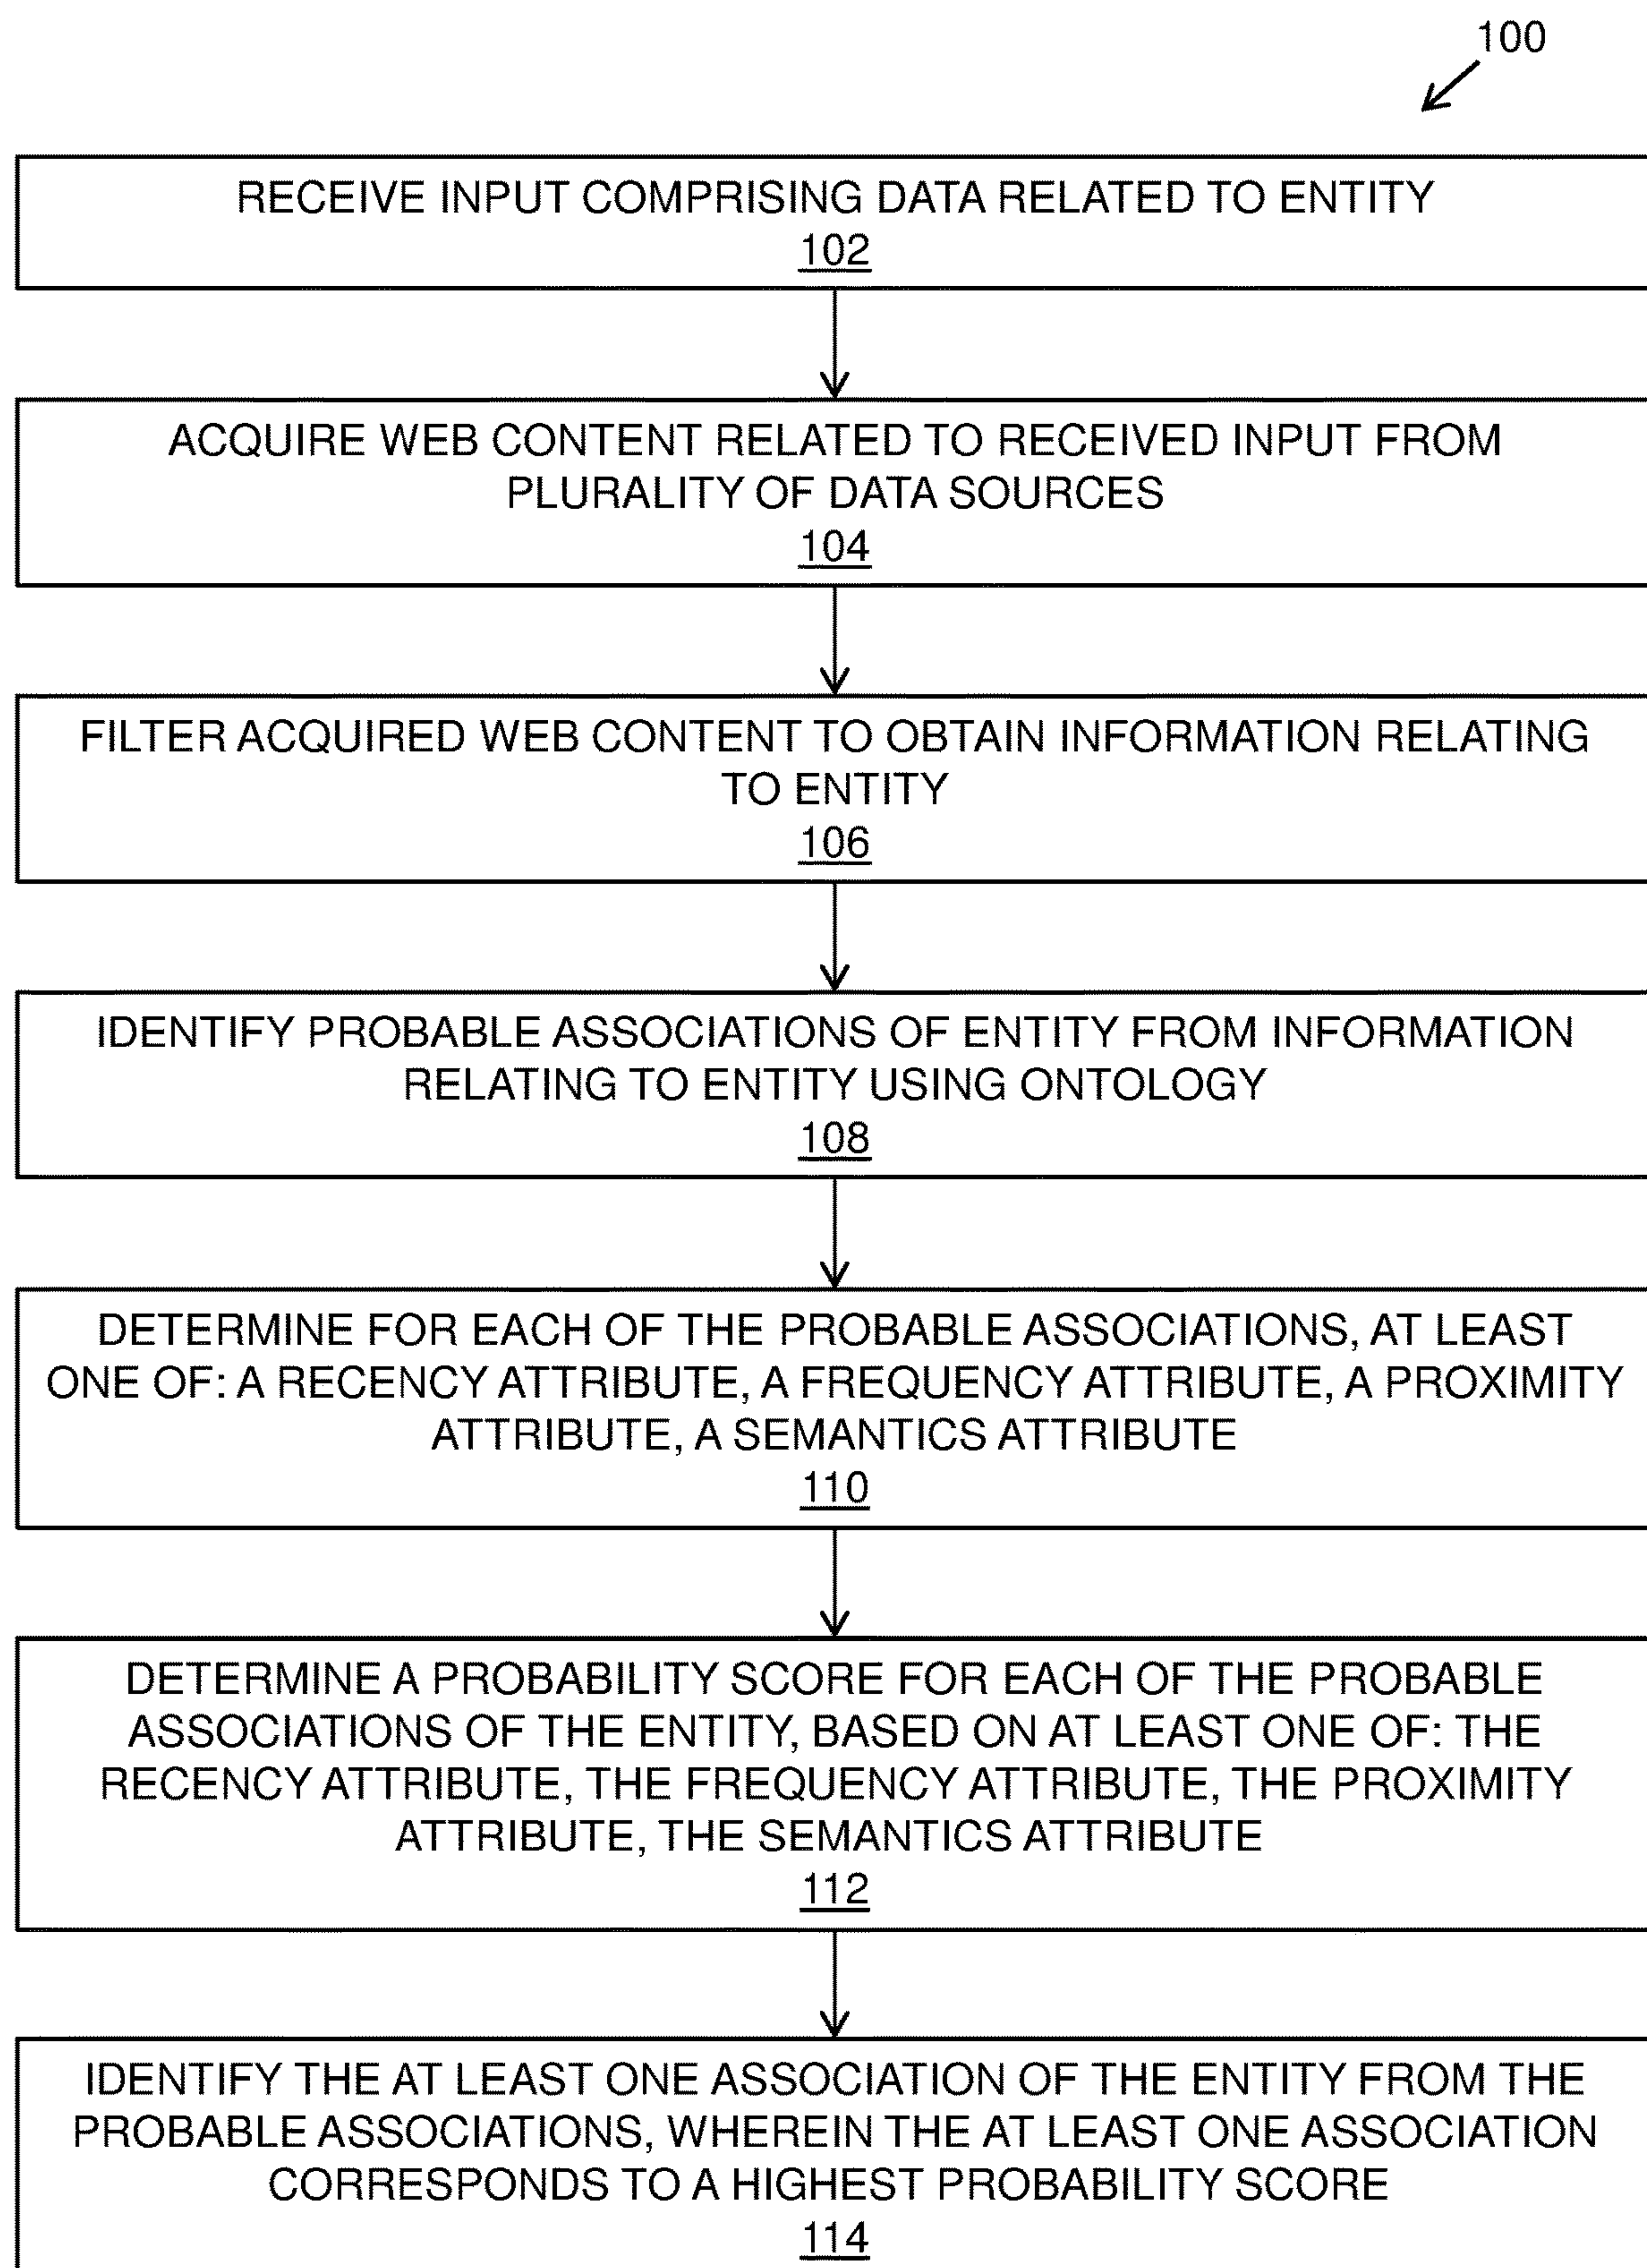 100
RECEIVE INPUT COMPRISING DATA RELATED TO ENTITY
102
ACQUIRE WEB CONTENT RELATED TO RECEIVED INPUT FROM
PLURALITY OF DATA SOURCES
104
FILTER ACQUIRED WEB CONTENT TO OBTAIN INFORMATION RELATING
TO ENTITY
106
IDENTIFY PROBABLE ASSOCIATIONS OF ENTITY FROM INFORMATION
RELATING TO ENTITY USING ONTOLOGY
108
DETERMINE FOR EACH OF THE PROBABLE ASSOCIATIONS, AT LEAST
ONE OF: A RECENCY ATTRIBUTE, A FREQUENCY ATTRIBUTE, A PROXIMITY
ATTRIBUTE, A SEMANTICS ATTRIBUTE
110
DETERMINE A PROBABILITY SCORE FOR EACH OF THE PROBABLE
ASSOCIATIONS OF THE ENTITY, BASED ON AT LEAST ONE OF: THE
RECENCY ATTRIBUTE, THE FREQUENCY ATTRIBUTE, THE PROXIMITY
ATTRIBUTE, THE SEMANTICS ATTRIBUTE
112
IDENTIFY THE AT LEAST ONE ASSOCIATION OF THE ENTITY FROM THE
PROBABLE ASSOCIATIONS, WHEREIN THE AT LEAST ONE ASSOCIATION
CORRESPONDS TO A HIGHEST PROBABILITY SCORE
114